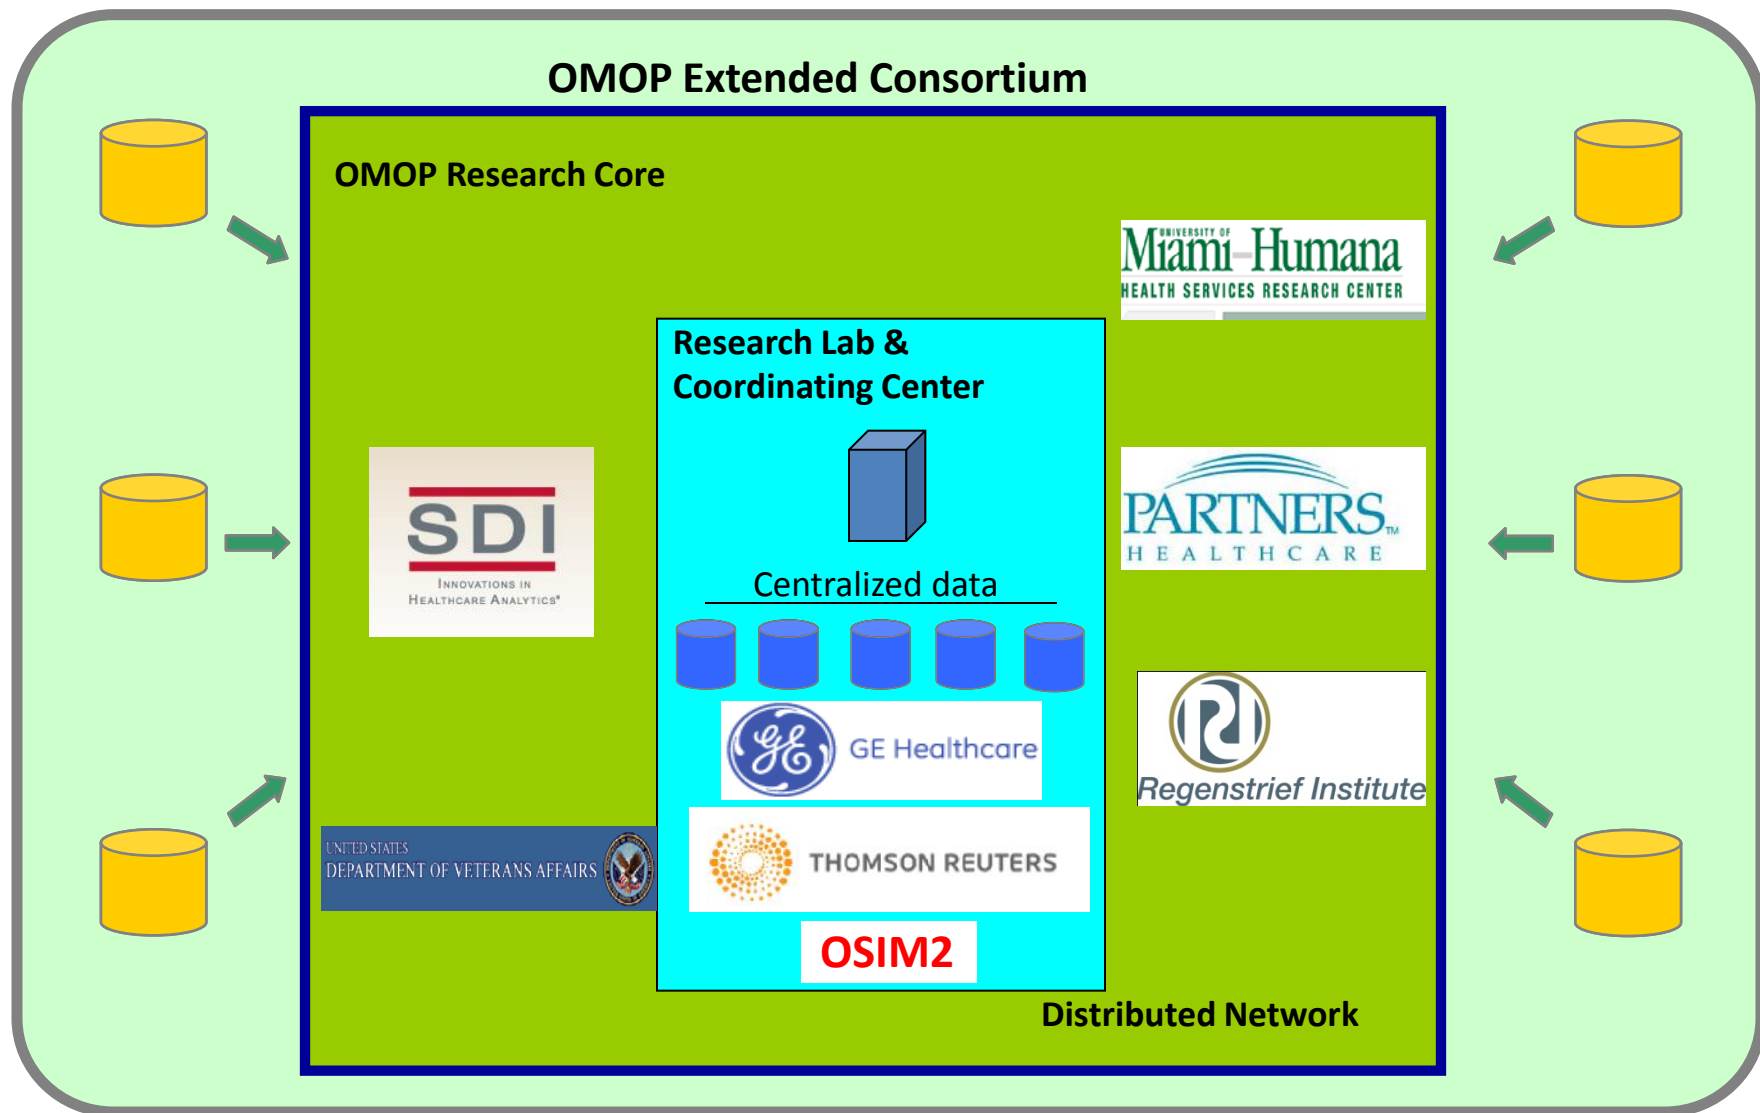 OMOP Extended Consortium
OMOP Research Core
UNIVERSITY OF
Miami–Humana
HEALTH SERVICES RESEARCH CENTER
Research Lab &
Coordinating Center
SDI
INNOVATIONS IN
HEALTHCARE ANALYTICS®
PARTNERS™
HEALTHCARE
Centralized data
GE GE Healthcare
Regenstrief Institute
UNITED STATES
DEPARTMENT OF VETERANS AFFAIRS
THOMSON REUTERS
OSIM2
Distributed Network